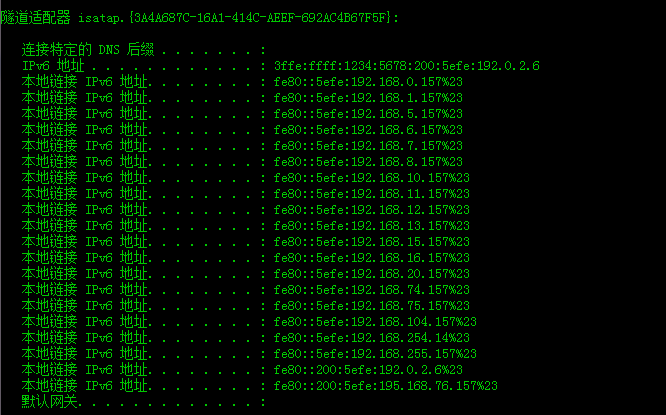 隧道适配器 isatap.{3A4A687C-16A1-414C-AEEF-692AC4B67F5F}:
连接特定的 DNS 后缀 . . . . . . . :
IPv6 地址 . . . . . . . . . . . . : 3ffe:ffff:1234:5678:200:5efe:192.0.2.6
本地链接 IPv6 地址. . . . . . . . : fe80::5efe:192.168.0.157%23
本地链接 IPv6 地址. . . . . . . . : fe80::5efe:192.168.1.157%23
本地链接 IPv6 地址. . . . . . . . : fe80::5efe:192.168.5.157%23
本地链接 IPv6 地址. . . . . . . . : fe80::5efe:192.168.6.157%23
本地链接 IPv6 地址. . . . . . . . : fe80::5efe:192.168.7.157%23
本地链接 IPv6 地址. . . . . . . . : fe80::5efe:192.168.8.157%23
本地链接 IPv6 地址. . . . . . . . : fe80::5efe:192.168.10.157%23
本地链接 IPv6 地址. . . . . . . . : fe80::5efe:192.168.11.157%23
本地链接 IPv6 地址. . . . . . . . : fe80::5efe:192.168.12.157%23
本地链接 IPv6 地址. . . . . . . . : fe80::5efe:192.168.13.157%23
本地链接 IPv6 地址. . . . . . . . : fe80::5efe:192.168.15.157%23
本地链接 IPv6 地址. . . . . . . . : fe80::5efe:192.168.16.157%23
本地链接 IPv6 地址. . . . . . . . : fe80::5efe:192.168.20.157%23
本地链接 IPv6 地址. . . . . . . . : fe80::5efe:192.168.74.157%23
本地链接 IPv6 地址. . . . . . . . : fe80::5efe:192.168.75.157%23
本地链接 IPv6 地址. . . . . . . . : fe80::5efe:192.168.104.157%23
本地链接 IPv6 地址. . . . . . . . : fe80::5efe:192.168.254.14%23
本地链接 IPv6 地址. . . . . . . . : fe80::5efe:192.168.255.157%23
本地链接 IPv6 地址. . . . . . . . : fe80::200:5efe:192.0.2.6%23
本地链接 IPv6 地址. . . . . . . . : fe80::200:5efe:195.168.76.157%23
默认网关. . . . . . . . . . . . . :